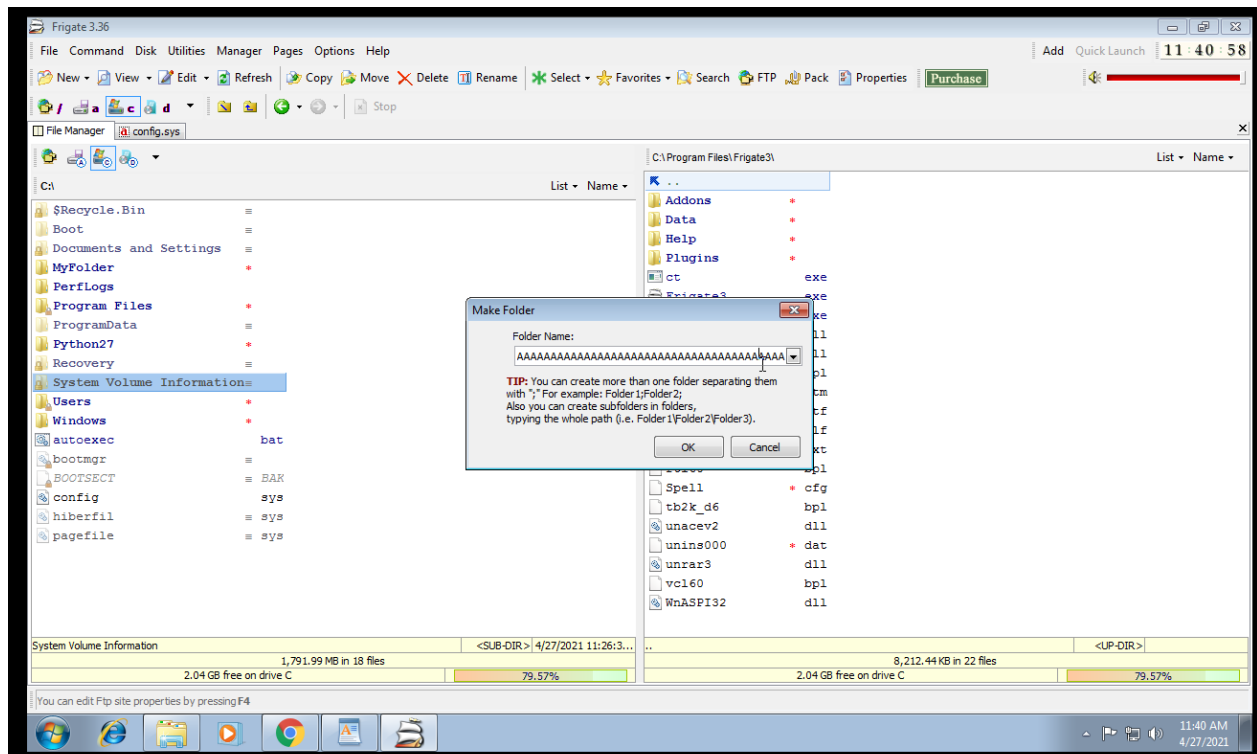 Frigate 3.36
File Command Disk Utilities Manager Pages Options Help
Add Quick Launch 11:40:58
New View Edit Refresh Copy Move Delete Rename Select Favorites Search FTP Pack Properties Purchase
/ a c d Stop
File Manager config.sys
C:\Program Files\Frigate3\ List Name
C:\ List Name
$Recycle.Bin
Boot
Documents and Settings
MyFolder *
PerfLogs
Program Files *
ProgramData
Python27 *
Recovery
System Volume Information
Users *
Windows *
autoexec bat
bootmgr
BOOTSECT BAK
config sys
hiberfil sys
pagefile sys
..
Addons *
Data *
Help *
Plugins *
ct exe
Frigate3 exe
Spell * cfg
tb2k_d6 bpl
unacev2 dll
unins000 * dat
unrar3 dll
vcl60 bpl
WnASPI32 dll
Make Folder
Folder Name:
TIP: You can create more than one folder separating them
with ";" For example: Folder1;Folder2;
Also you can create subfolders in folders,
typying the whole path (i.e. Folder1\Folder2\Folder3).
OK Cancel
System Volume Information <SUB-DIR> 4/27/2021 11:26:3...
1,791.99 MB in 18 files
2.04 GB free on drive C 79.57%
.. <UP-DIR>
8,212.44 KB in 22 files
2.04 GB free on drive C 79.57%
You can edit Ftp site properties by pressing F4
11:40 AM
4/27/2021